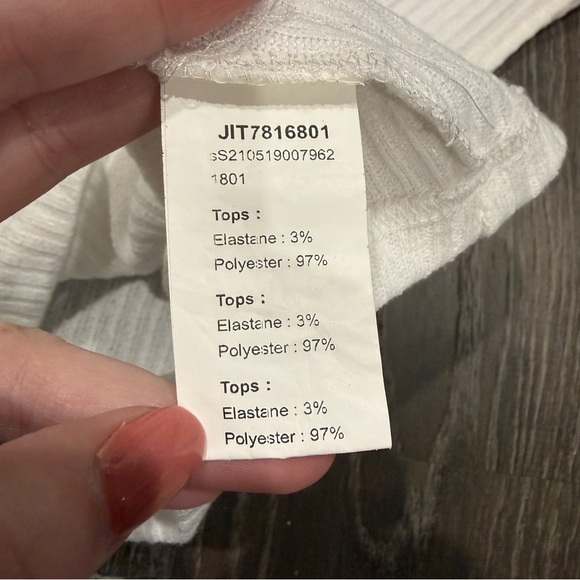 JIT7816801
sS210519007962
1801
Tops :
Elastane : 3%
Polyester : 97%
Tops :
Elastane : 3%
Polyester : 97%
Tops :
Elastane : 3%
Polyester : 97%